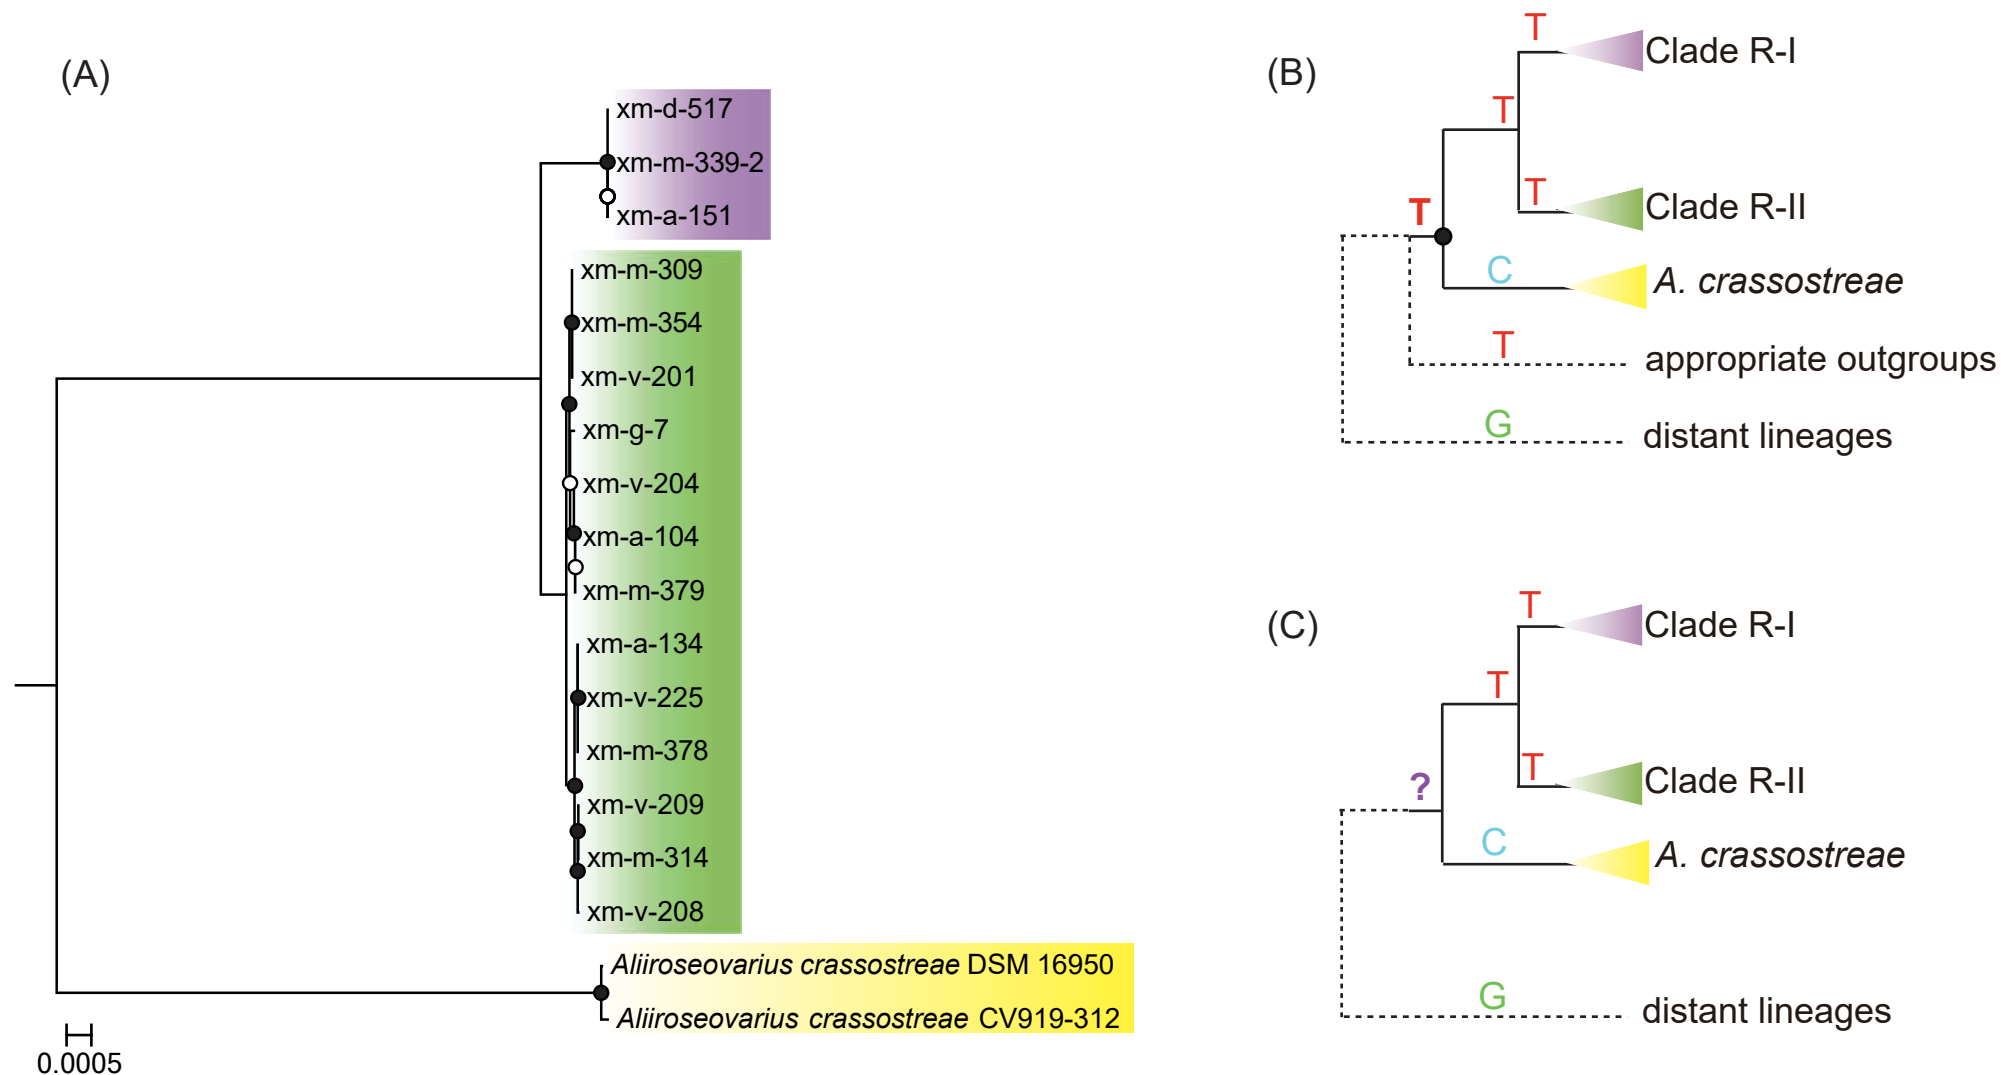 (A)
xm-d-517
xm-m-339-2
xm-a-151
xm-m-309
xm-m-354
xm-v-201
xm-g-7
xm-v-204
xm-a-104
xm-m-379
xm-a-134
xm-v-225
xm-m-378
xm-v-209
xm-m-314
xm-v-208
Aliiroseovarius crassostreae DSM 16950
Aliiroseovarius crassostreae CV919-312
0.0005
(B)
T
Clade R-I
T
T
Clade R-II
T
C
A. crassostreae
T
appropriate outgroups
G
distant lineages
(C)
T
Clade R-I
T
T
Clade R-II
?
C
A. crassostreae
G
distant lineages